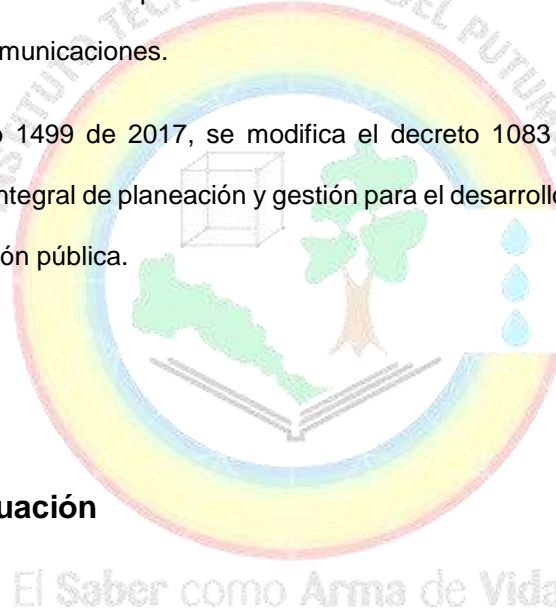 municaciones.
1499 de 2017, se modifica el decreto 1083
ntegral de planeación y gestión para el desarrollo
ón pública.
uación
El Saber como Arma de Vida